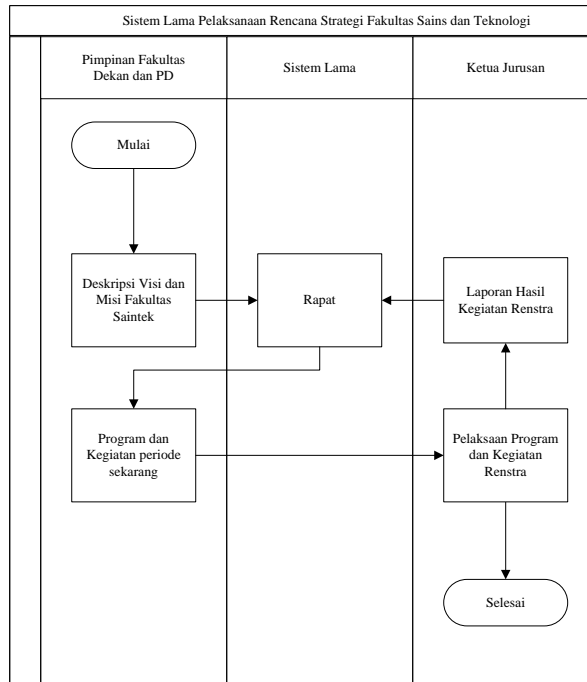 Sistem Lama Pelaksanaan Rencana Strategi Fakultas Sains dan Teknologi
Pimpinan Fakultas
Dekan dan PD
Sistem Lama
Ketua Jurusan
Mulai
Deskripsi Visi dan
Misi Fakultas
Saintek
Rapat
Laporan Hasil
Kegiatan Renstra
Program dan
Kegiatan periode
sekarang
Pelaksaan Program
dan Kegiatan
Renstra
Selesai